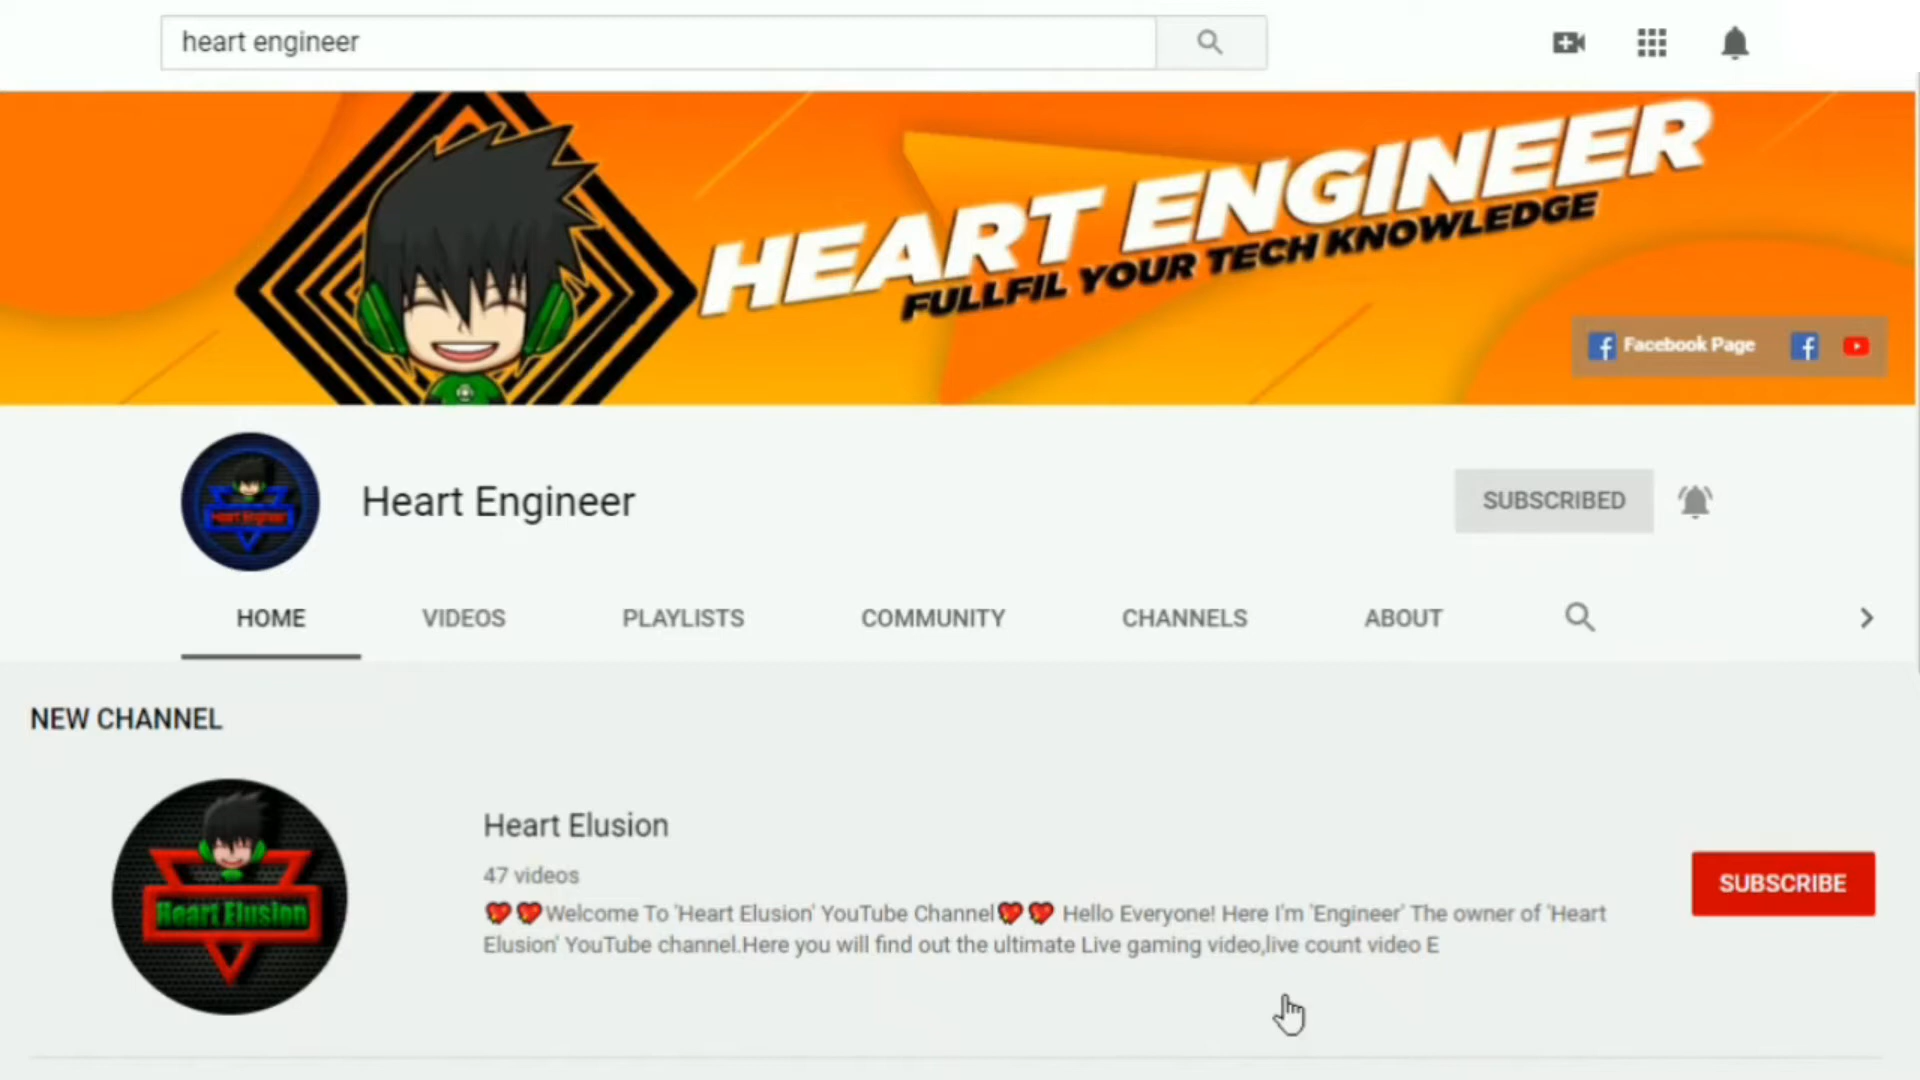 heart engineer
HEART ENGINEER
FULLFIL YOUR TECH KNOWLEDGE
Facebook Page
Heart Engineer
Heart Engineer
SUBSCRIBED
HOME VIDEOS PLAYLISTS COMMUNITY CHANNELS ABOUT
NEW CHANNEL
Heart Elusion
Heart Elusion
47 videos
💖💖Welcome To 'Heart Elusion' YouTube Channel💖💖 Hello Everyone! Here I'm 'Engineer' The owner of 'Heart
Elusion' YouTube channel.Here you will find out the ultimate Live gaming video,live count video E
SUBSCRIBE